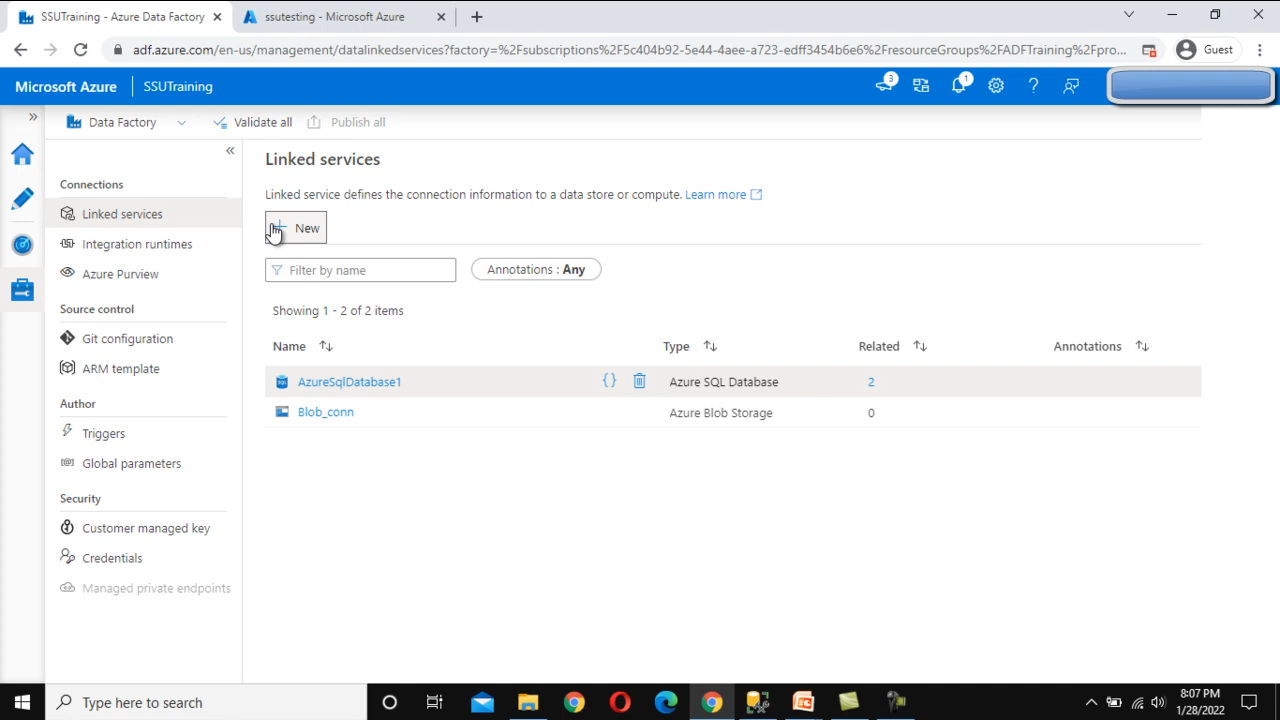 SSUTraining - Azure Data Factory
ssutesting - Microsoft Azure
adf.azure.com/en-us/management/datalinkedservices?factory=%2Fsubscriptions%2F5c404b92-5e44-4aee-a723-edff3454b6e6%2FresourceGroups%2FADFTraining%2Fpro...
Guest
Microsoft Azure
SSUTraining
3
1
Data Factory
Validate all
Publish all
Connections
Linked services
Integration runtimes
Azure Purview
Source control
Git configuration
ARM template
Author
Triggers
Global parameters
Security
Customer managed key
Credentials
Managed private endpoints
Linked services
Linked service defines the connection information to a data store or compute. Learn more
New
Filter by name
Annotations : Any
Showing 1 - 2 of 2 items
Name Type Related Annotations
AzureSqlDatabase1 {} Azure SQL Database 2
Blob_conn Azure Blob Storage 0
Type here to search
8:07 PM
1/28/2022